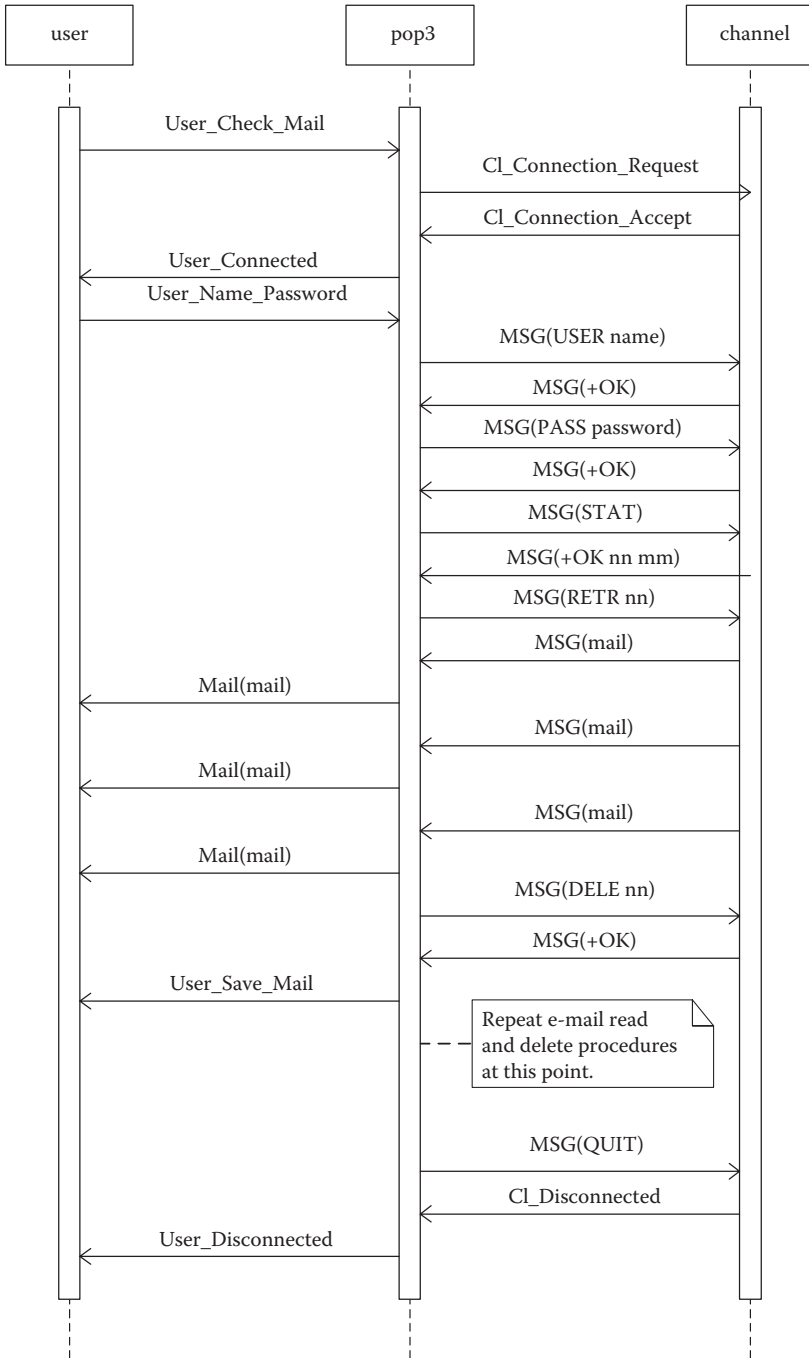 user
pop3
channel
User_Check_Mail
Cl_Connection_Request
Cl_Connection_Accept
User_Connected
User_Name_Password
MSG(USER name)
MSG(+OK)
MSG(PASS password)
MSG(+OK)
MSG(STAT)
MSG(+OK nn mm)
MSG(RETR nn)
MSG(mail)
Mail(mail)
MSG(mail)
Mail(mail)
MSG(mail)
Mail(mail)
MSG(DELE nn)
MSG(+OK)
User_Save_Mail
Repeat e-mail read
and delete procedures
at this point.
MSG(QUIT)
Cl_Disconnected
User_Disconnected